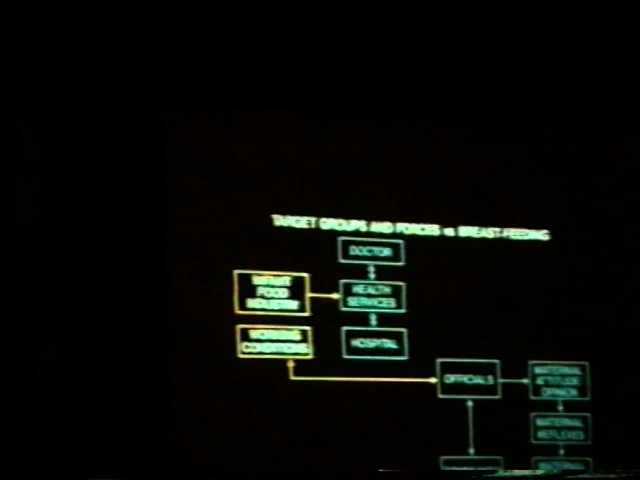 TARGET GROUPS AND FORCES vs BREAST-FEEDING
DOCTOR
INFANT
FOOD
INDUSTRY
HEALTH
SERVICES
WORKING
CONDITIONS
HOSPITAL
OFFICIALS
MATERNAL
ATTITUDE
OPINION
MATERNAL
REFLEXES
MATERNAL